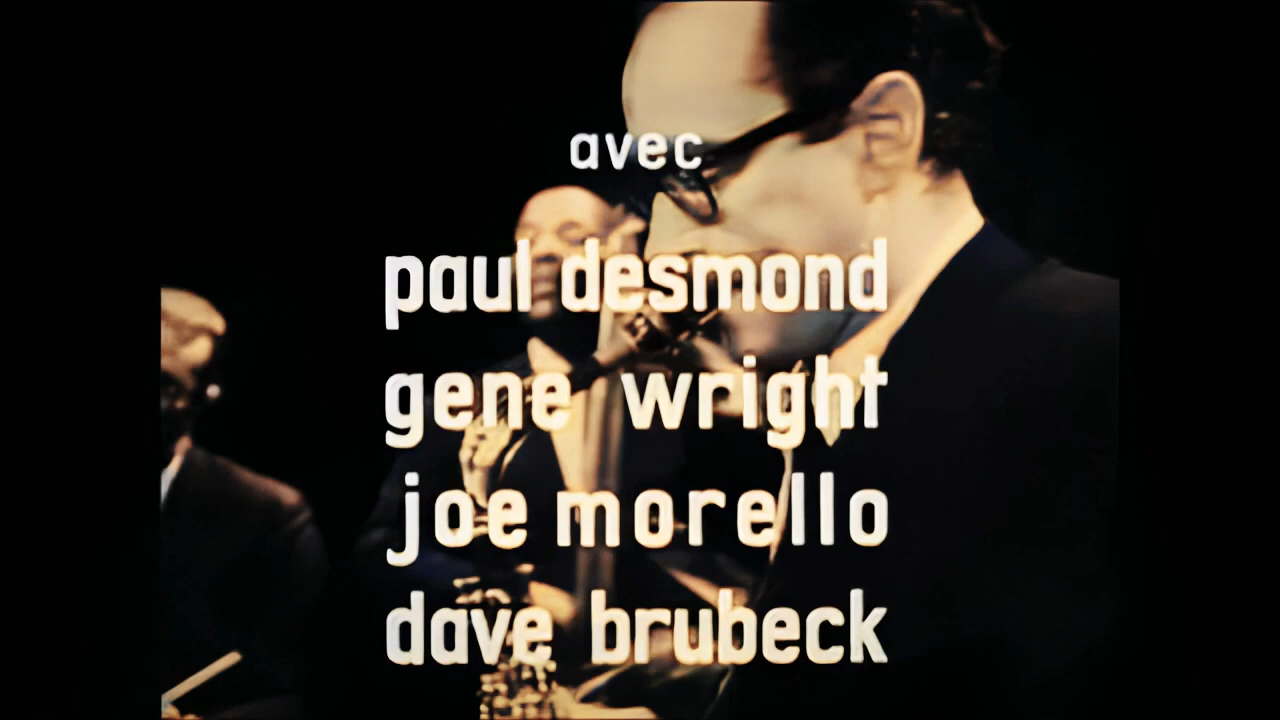 avec
paul desmond
gene wright
joe morello
dave brubeck